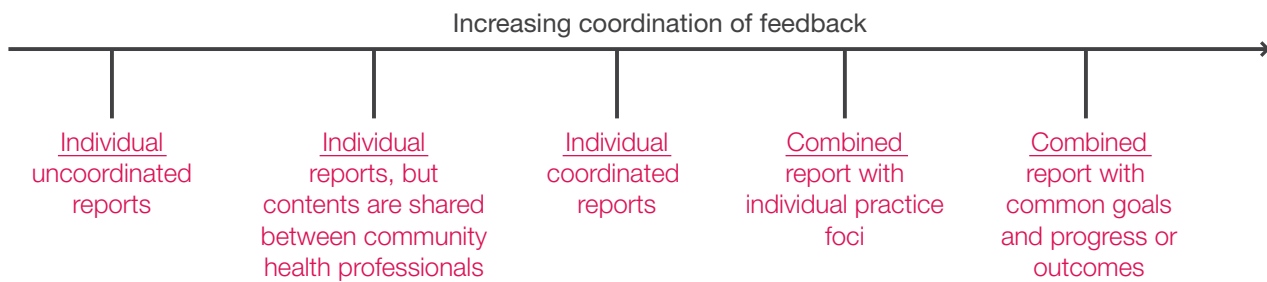 Increasing coordination of feedback
Individual
uncoordinated
reports
Individual
reports, but
contents are shared
between community
health professionals
Individual
coordinated
reports
Combined
report with
individual practice
foci
Combined
report with
common goals
and progress or
outcomes